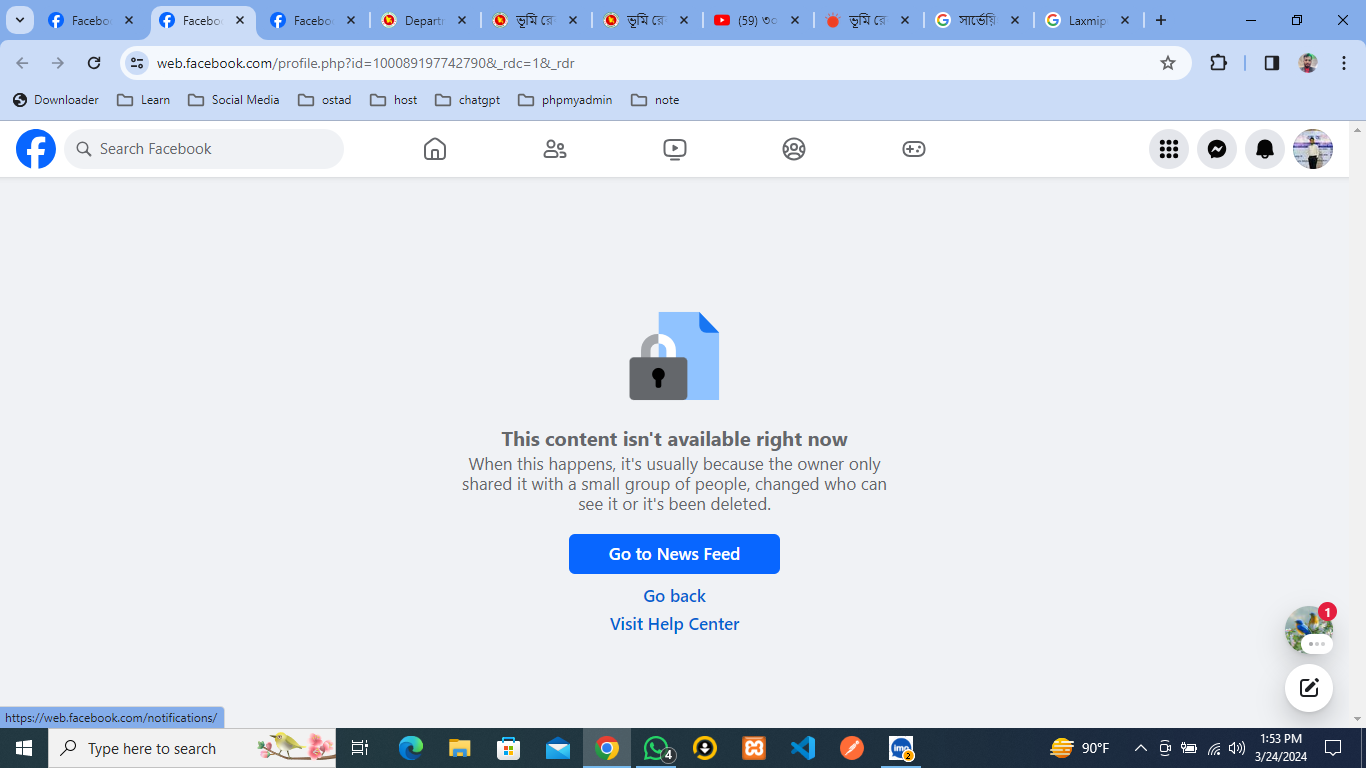 Facebo
Facebo
Facebo
Departr
ভূমি রে
ভূমি রে
(59) ৩০
ভূমি রে
সার্ভেয়ি
Laxmip
web.facebook.com/profile.php?id=100089197742790&_rdc=1&_rdr
Downloader
Learn
Social Media
ostad
host
chatgpt
phpmyadmin
note
Search Facebook
This content isn't available right now
When this happens, it's usually because the owner only
shared it with a small group of people, changed who can
see it or it's been deleted.
Go to News Feed
Go back
Visit Help Center
1
https://web.facebook.com/notifications/
Type here to search
4
imo
2
90°F
1:53 PM
3/24/2024